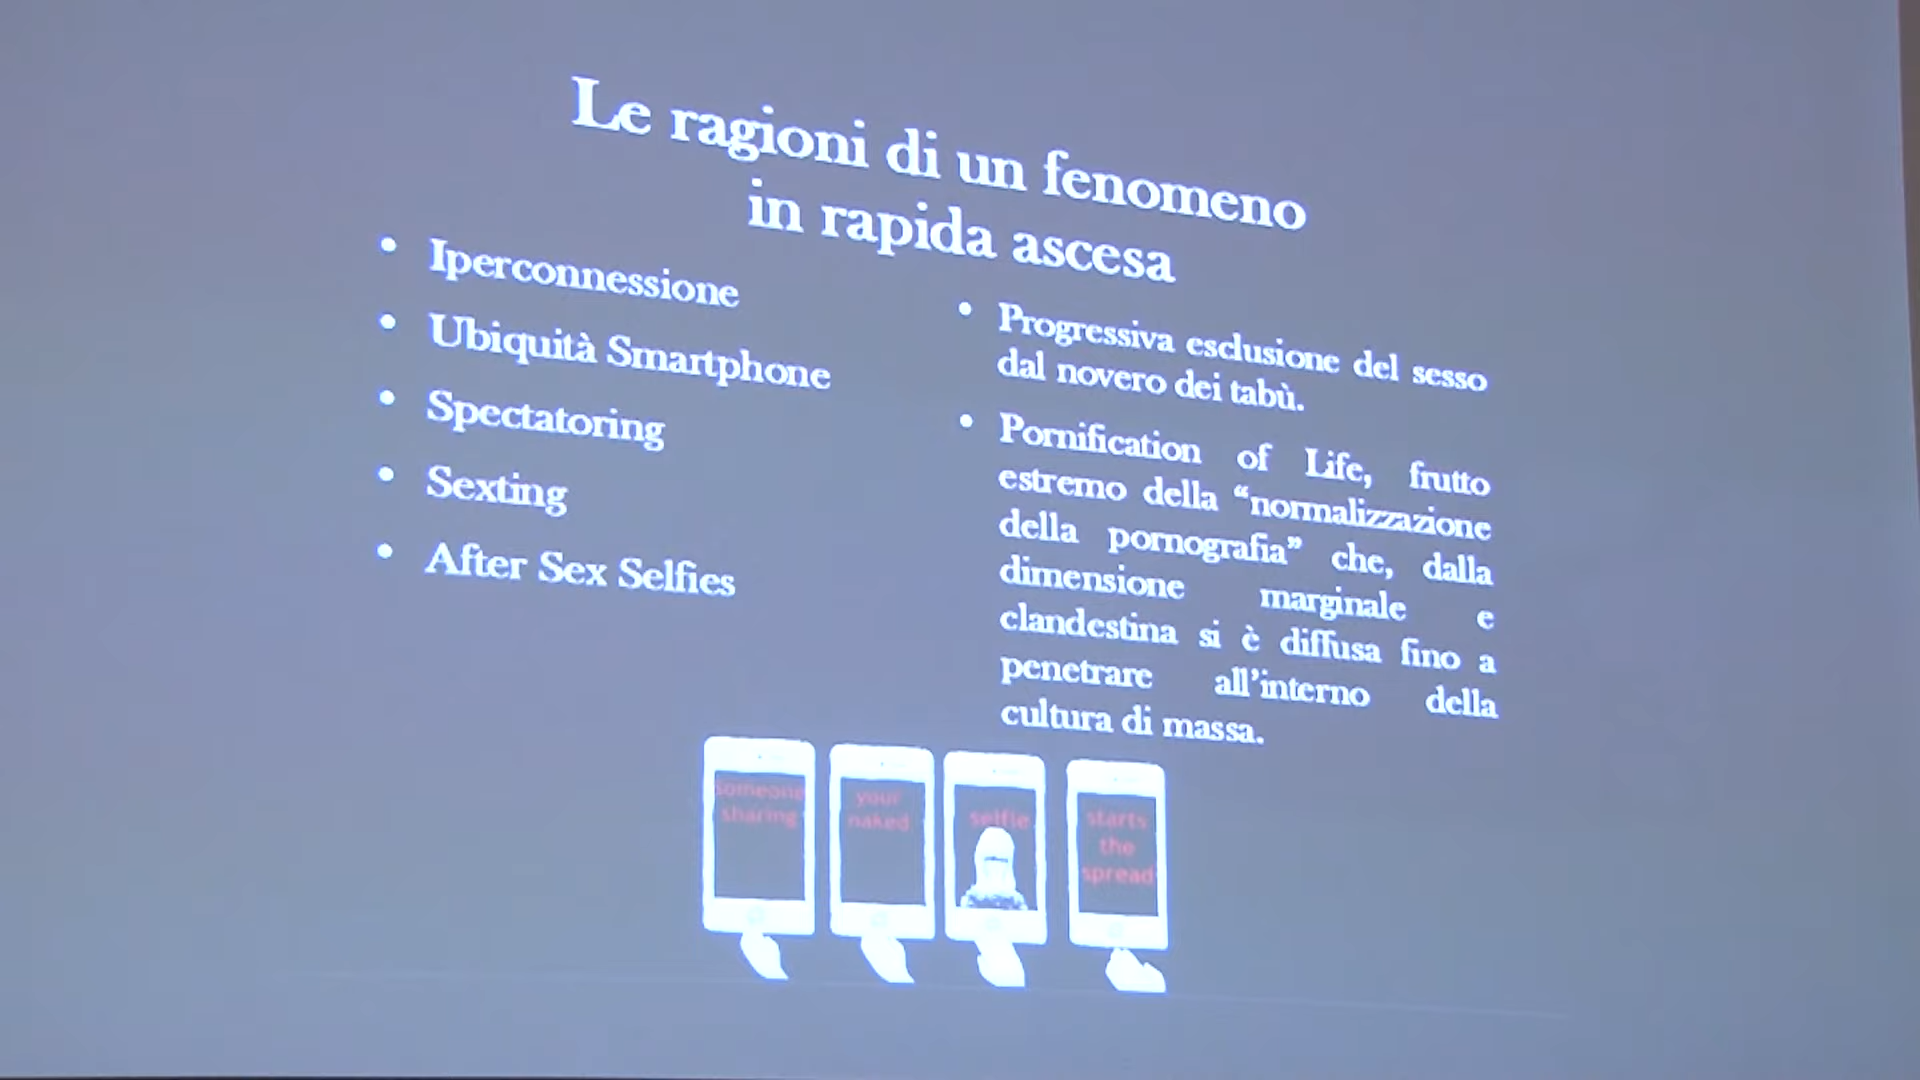 Le ragioni di un fenomeno
in rapida ascesa
• Iperconnessione
• Ubiquità Smartphone
• Spectatoring
• Sexting
• After Sex Selfies
• Progressiva esclusione del sesso
dal novero dei tabù.
• Pornification of Life, frutto
estremo della “normalizzazione
della pornografia” che, dalla
dimensione marginale e
clandestina si è diffusa fino a
penetrare all’interno della
cultura di massa.
someone
sharing
your
naked
selfie
starts
the
spread